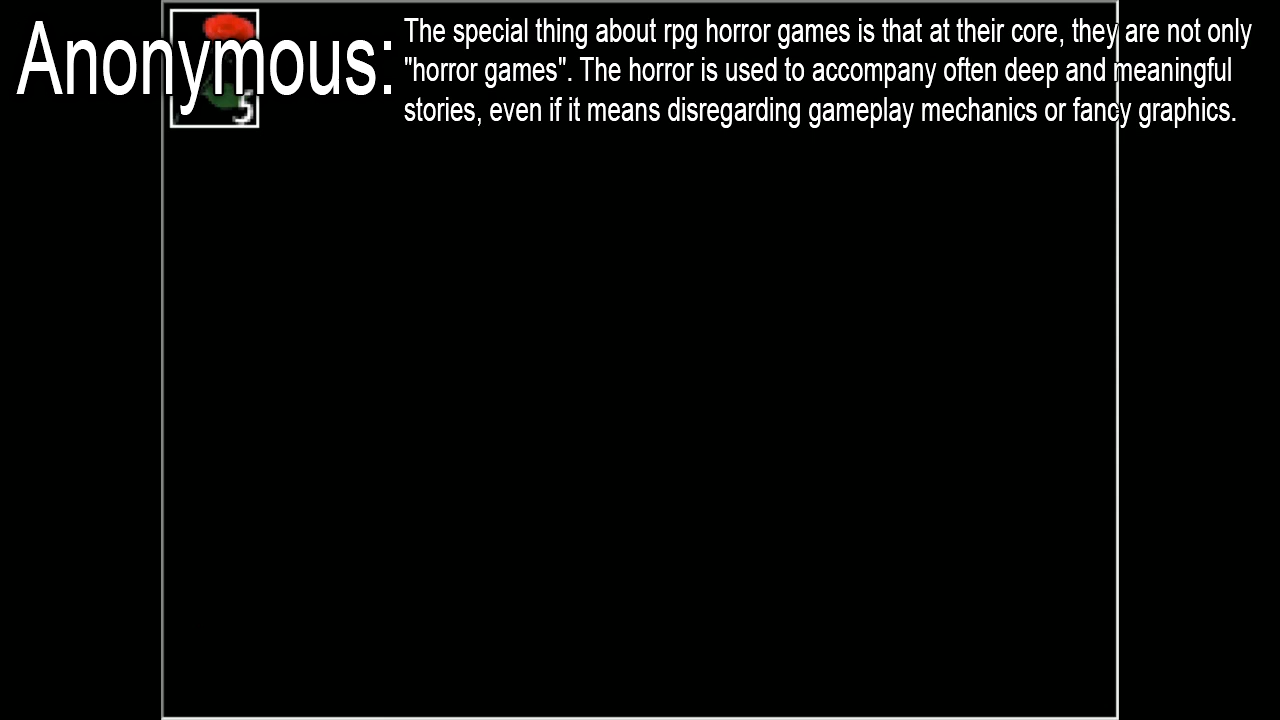 Anonymous:
The special thing about rpg horror games is that at their core, they are not only
"horror games". The horror is used to accompany often deep and meaningful
stories, even if it means disregarding gameplay mechanics or fancy graphics.
5